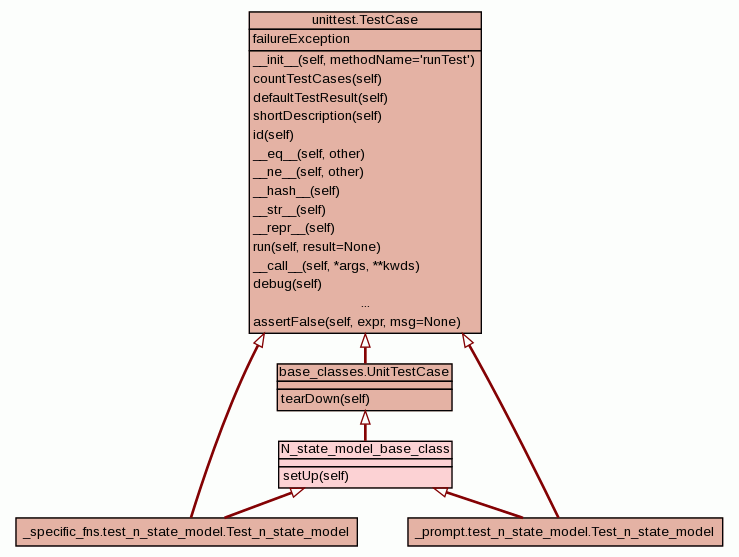 unittest.TestCase
failureException
__init__(self, methodName='runTest')
countTestCases(self)
defaultTestResult(self)
shortDescription(self)
id(self)
__eq__(self, other)
__ne__(self, other)
__hash__(self)
__str__(self)
__repr__(self)
run(self, result=None)
__call__(self, *args, **kwds)
debug(self)
...
assertFalse(self, expr, msg=None)
base_classes.UnitTestCase
tearDown(self)
N_state_model_base_class
setUp(self)
_specific_fns.test_n_state_model.Test_n_state_model
_prompt.test_n_state_model.Test_n_state_model